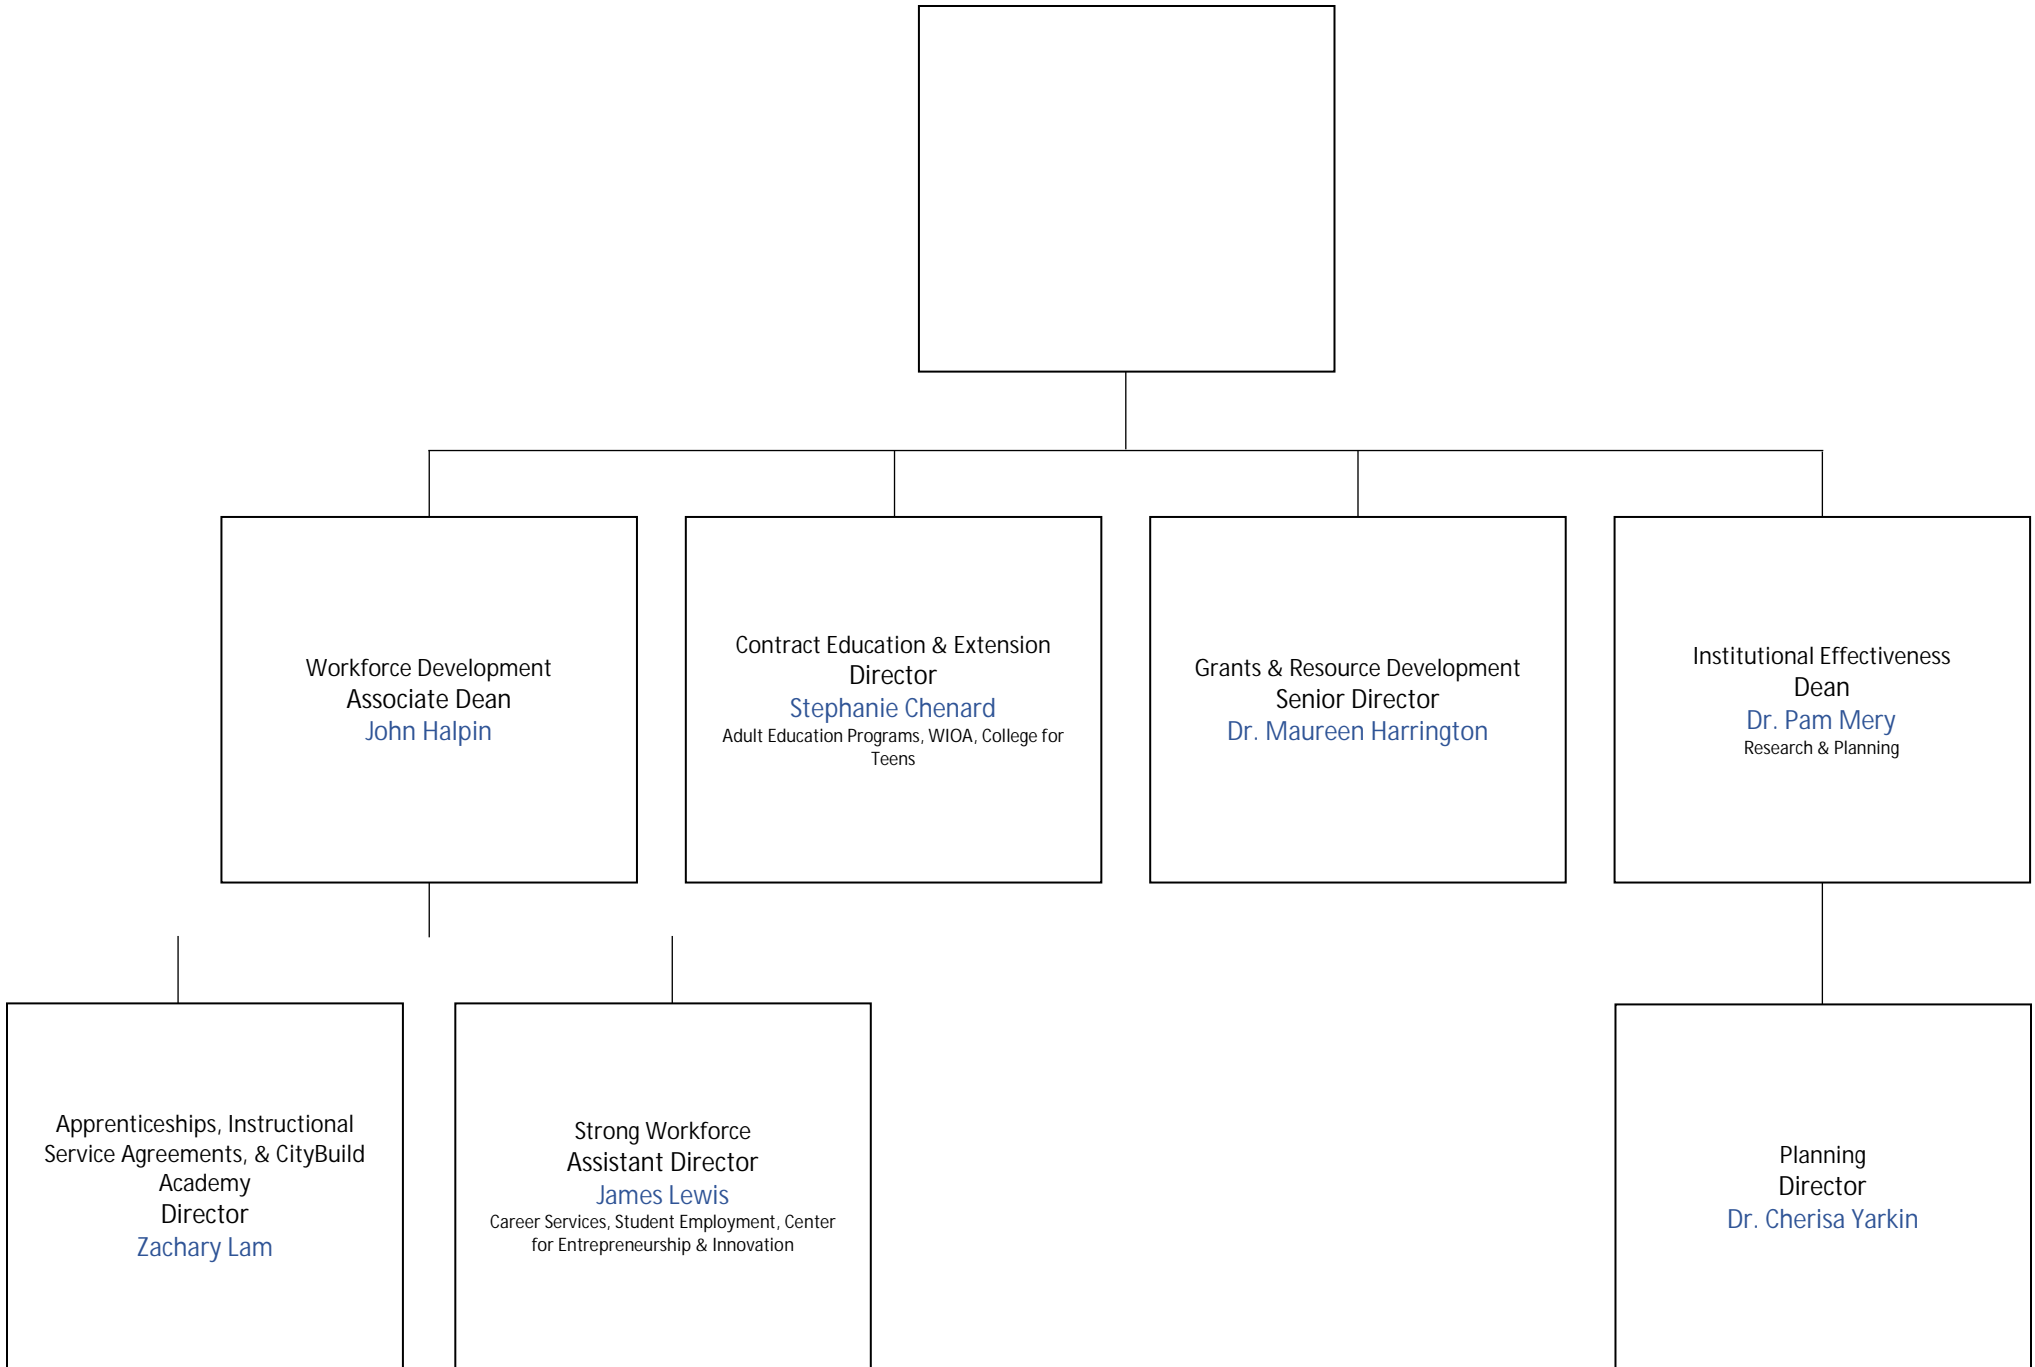 Workforce Development
Associate Dean
John Halpin
Contract Education & Extension
Director
Stephanie Chenard
Adult Education Programs, WIOA, College for
Teens
Grants & Resource Development
Senior Director
Dr. Maureen Harrington
Institutional Effectiveness
Dean
Dr. Pam Mery
Research & Planning
Apprenticeships, Instructional
Service Agreements, & CityBuild
Academy
Director
Zachary Lam
Strong Workforce
Assistant Director
James Lewis
Career Services, Student Employment, Center
for Entrepreneurship & Innovation
Planning
Director
Dr. Cherisa Yarkin